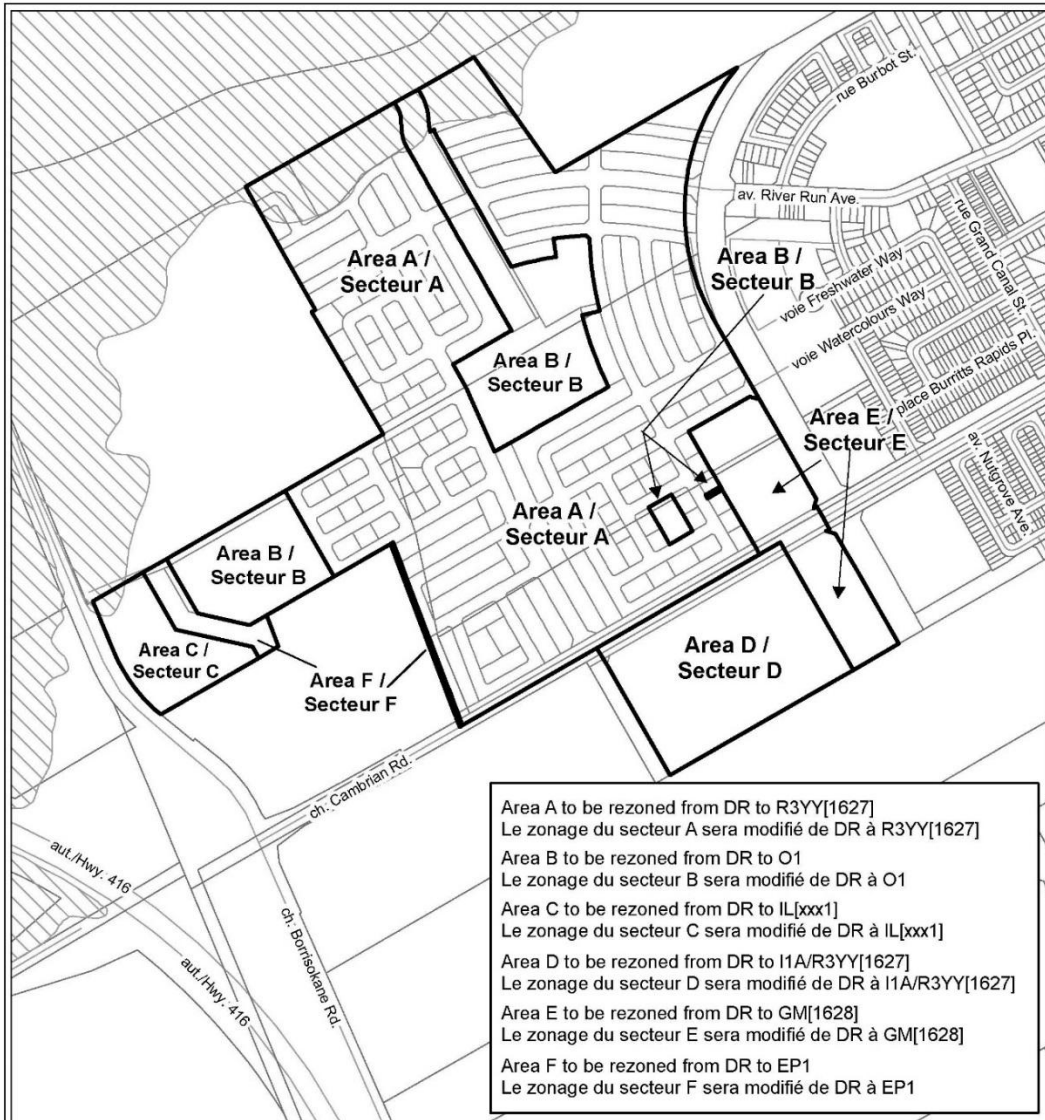 rue Burbot St.
av. River Run Ave.
rue Grand Canal St.
Area B /
Secteur B
voie Freshwater Way
Area A /
Secteur A
voie Watercolours Way
place Burritts Rapids Pl.
Area B /
Secteur B
Area E /
Secteur E
av. Nutgrove Ave.
Area A /
Secteur A
Area B /
Secteur B
Area C /
Secteur C
Area F /
Secteur F
Area D /
Secteur D
ch. Cambrian Rd.
aut./Hwy. 416
aut./Hwy. 416
ch. Borrisokane Rd.
Area A to be rezoned from DR to R3YY[1627]
Le zonage du secteur A sera modifié de DR à R3YY[1627]
Area B to be rezoned from DR to O1
Le zonage du secteur B sera modifié de DR à O1
Area C to be rezoned from DR to IL[xxx1]
Le zonage du secteur C sera modifié de DR à IL[xxx1]
Area D to be rezoned from DR to I1A/R3YY[1627]
Le zonage du secteur D sera modifié de DR à I1A/R3YY[1627]
Area E to be rezoned from DR to GM[1628]
Le zonage du secteur E sera modifié de DR à GM[1628]
Area F to be rezoned from DR to EP1
Le zonage du secteur F sera modifié de DR à EP1